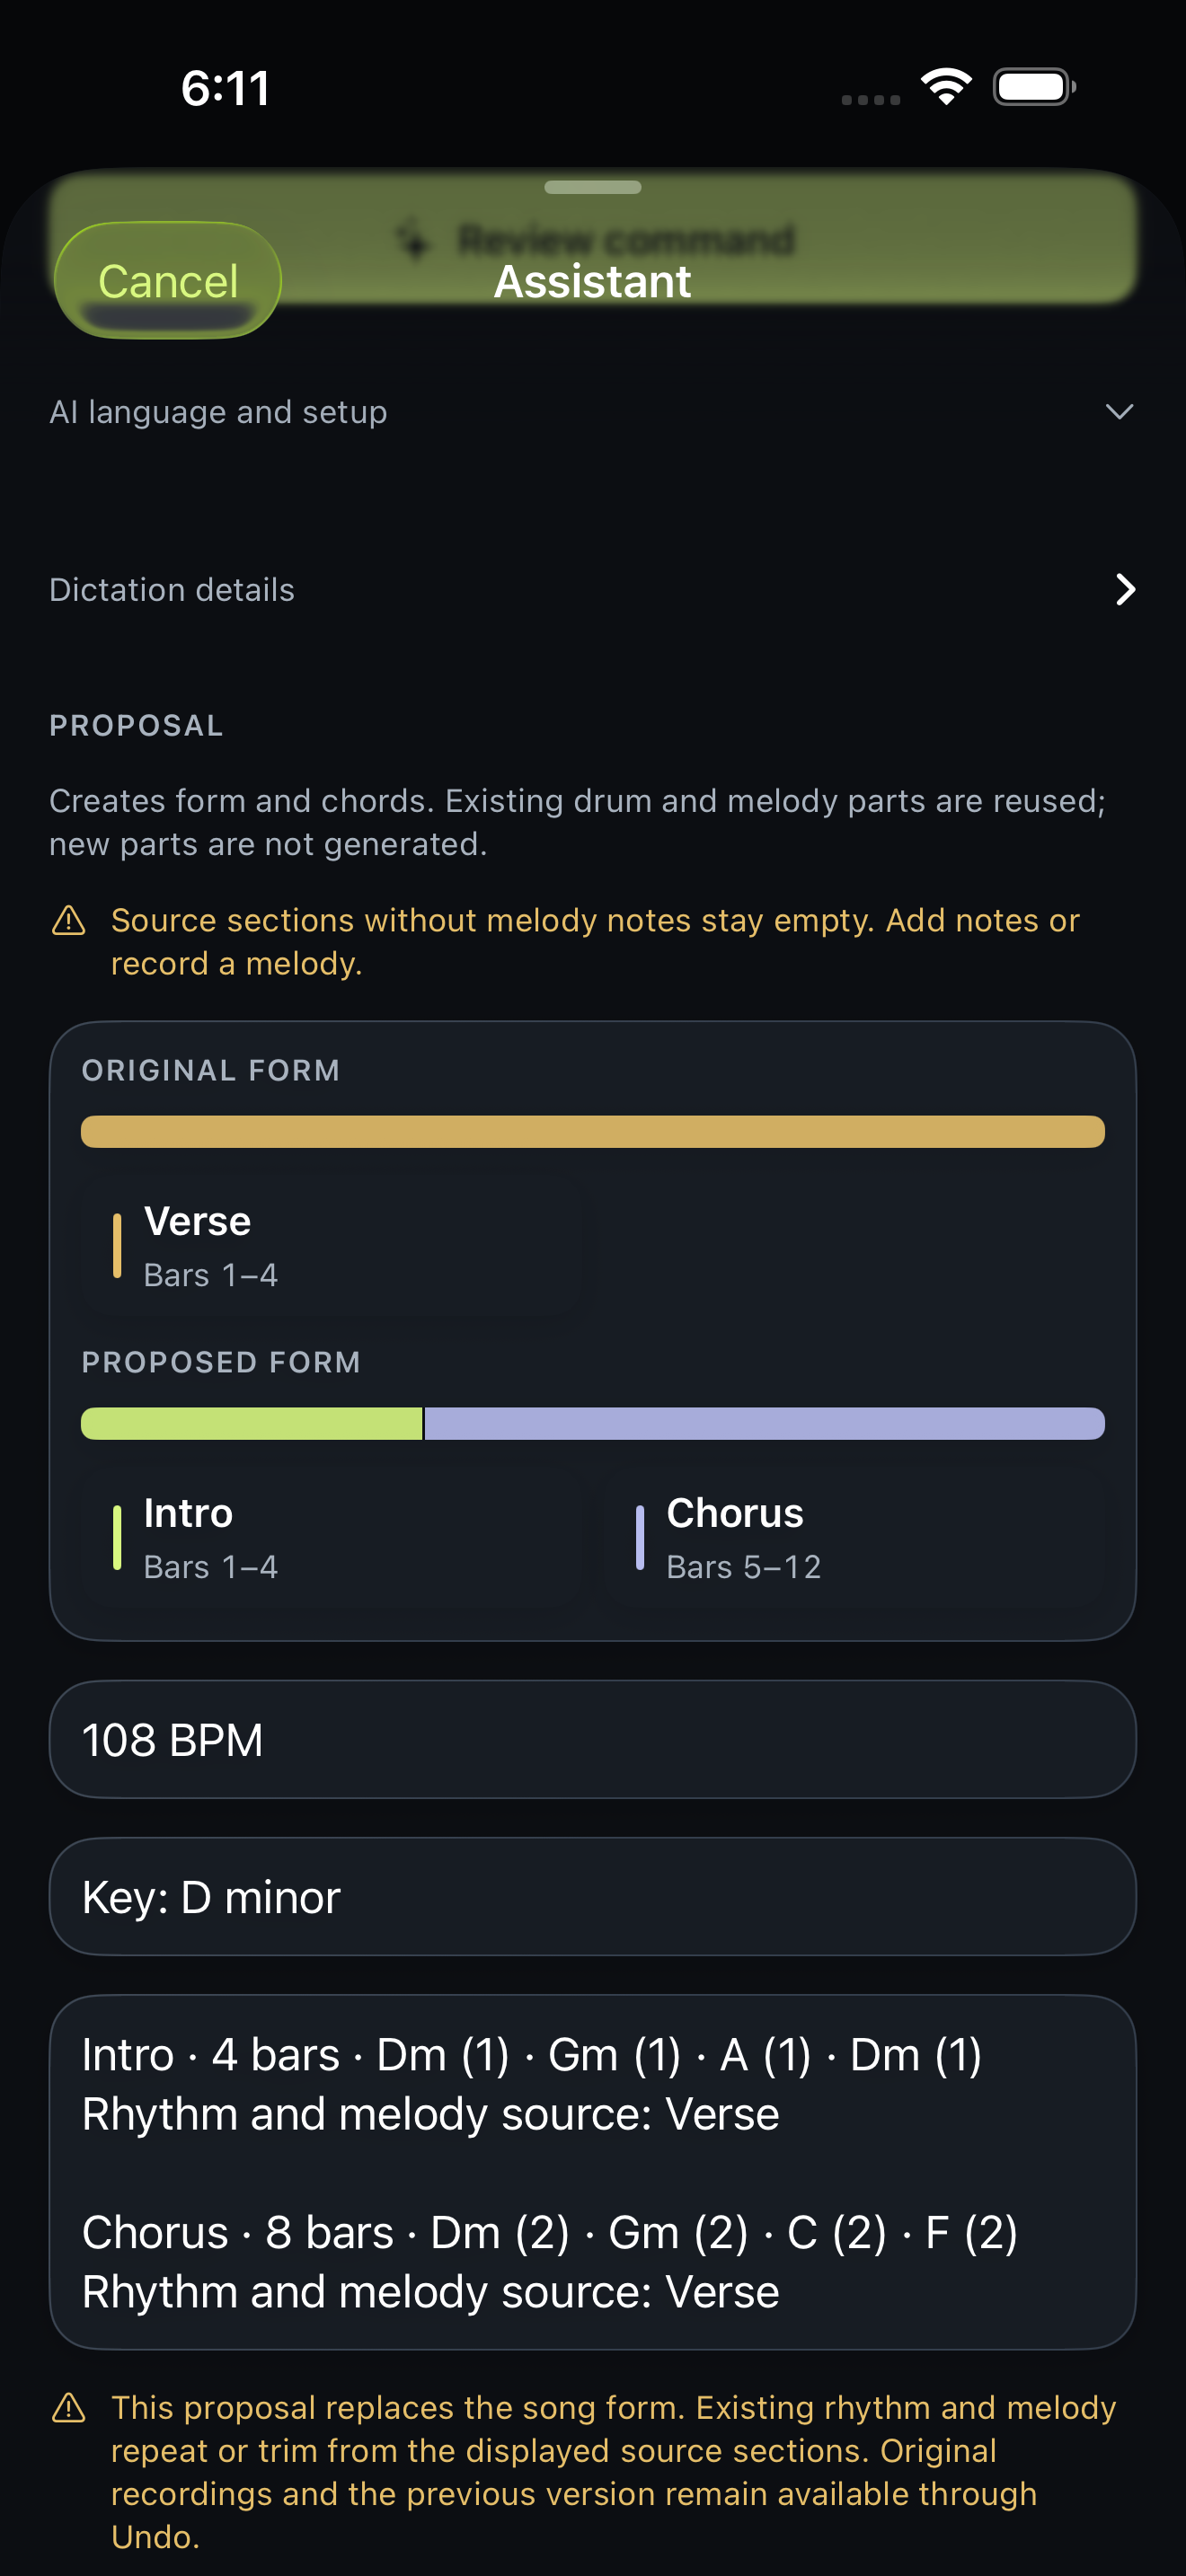 6:11
Review command
Cancel
Assistant
AI language and setup
Dictation details
PROPOSAL
Creates form and chords. Existing drum and melody parts are reused;
new parts are not generated.
Source sections without melody notes stay empty. Add notes or
record a melody.
ORIGINAL FORM
Verse
Bars 1–4
PROPOSED FORM
Intro
Bars 1–4
Chorus
Bars 5–12
108 BPM
Key: D minor
Intro · 4 bars · Dm (1) · Gm (1) · A (1) · Dm (1)
Rhythm and melody source: Verse
Chorus · 8 bars · Dm (2) · Gm (2) · C (2) · F (2)
Rhythm and melody source: Verse
This proposal replaces the song form. Existing rhythm and melody
repeat or trim from the displayed source sections. Original
recordings and the previous version remain available through
Undo.